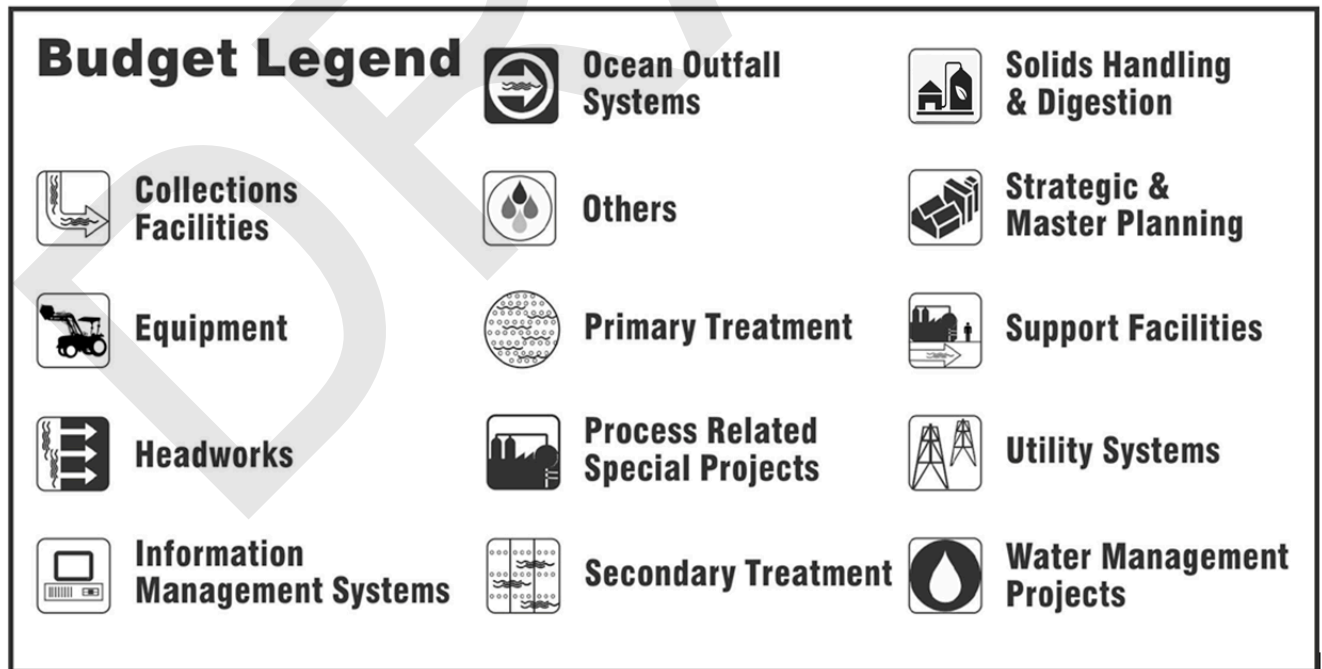 Budget Legend
Collections
Facilities
Equipment
Headworks
Information
Management Systems
Ocean Outfall
Systems
Others
Primary Treatment
Process Related
Special Projects
Secondary Treatment
Solids Handling
& Digestion
Strategic &
Master Planning
Support Facilities
Utility Systems
Water Management
Projects